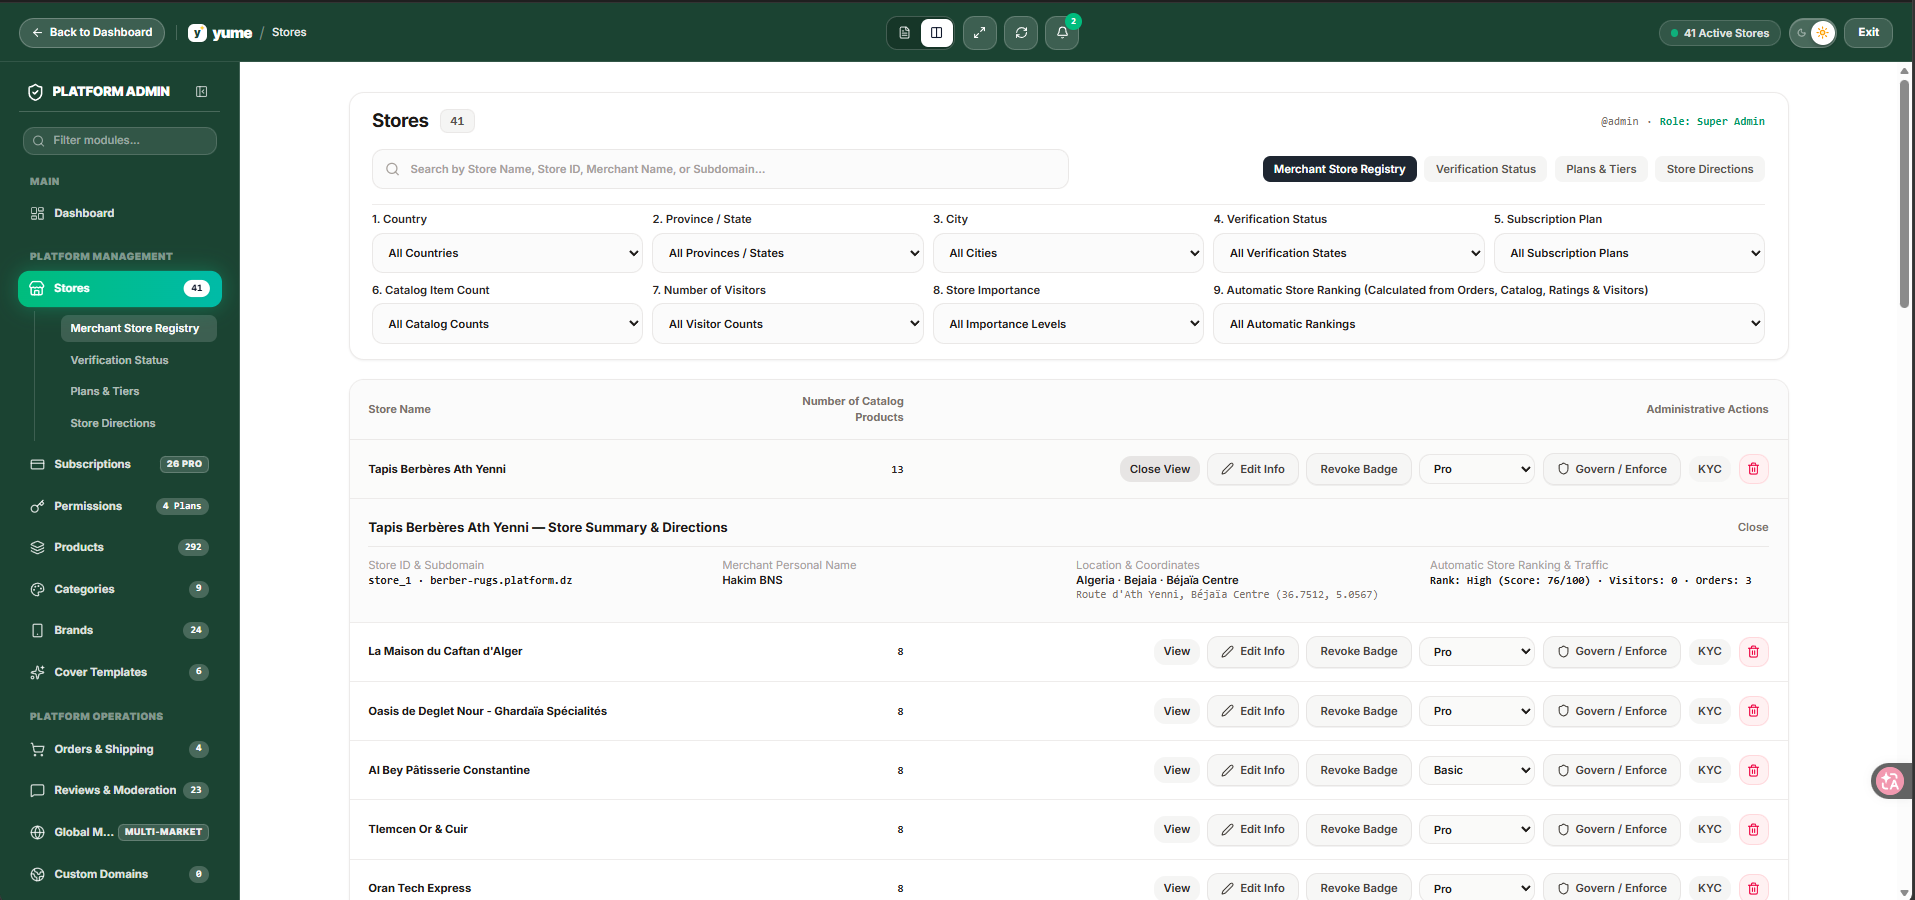 Back to Dashboard
y yume / Stores
2
41 Active Stores
Exit
PLATFORM ADMIN
Filter modules...
MAIN
Dashboard
PLATFORM MANAGEMENT
Stores 41
Merchant Store Registry
Verification Status
Plans & Tiers
Store Directions
Subscriptions 26 PRO
Permissions 4 Plans
Products 292
Categories 9
Brands 24
Cover Templates 6
PLATFORM OPERATIONS
Orders & Shipping 4
Reviews & Moderation 23
Global M... MULTI-MARKET
Custom Domains 0
Stores 41
@admin · Role: Super Admin
Search by Store Name, Store ID, Merchant Name, or Subdomain...
Merchant Store Registry Verification Status Plans & Tiers Store Directions
1. Country 2. Province / State 3. City 4. Verification Status 5. Subscription Plan
All Countries All Provinces / States All Cities All Verification States All Subscription Plans
6. Catalog Item Count 7. Number of Visitors 8. Store Importance 9. Automatic Store Ranking (Calculated from Orders, Catalog, Ratings & Visitors)
All Catalog Counts All Visitor Counts All Importance Levels All Automatic Rankings
Store Name Number of Catalog Products Administrative Actions
Tapis Berbères Ath Yenni 13 Close View Edit Info Revoke Badge Pro Govern / Enforce KYC
Tapis Berbères Ath Yenni — Store Summary & Directions Close
Store ID & Subdomain Merchant Personal Name Location & Coordinates Automatic Store Ranking & Traffic
store_1 · berber-rugs.platform.dz Hakim BNS Algeria · Bejaia · Béjaïa Centre Rank: High (Score: 76/100) · Visitors: 0 · Orders: 3
Route d'Ath Yenni, Béjaïa Centre (36.7512, 5.0567)
La Maison du Caftan d'Alger 8 View Edit Info Revoke Badge Pro Govern / Enforce KYC
Oasis de Deglet Nour - Ghardaïa Spécialités 8 View Edit Info Revoke Badge Pro Govern / Enforce KYC
Al Bey Pâtisserie Constantine 8 View Edit Info Revoke Badge Basic Govern / Enforce KYC
Tlemcen Or & Cuir 8 View Edit Info Revoke Badge Pro Govern / Enforce KYC
Oran Tech Express 8 View Edit Info Revoke Badge Pro Govern / Enforce KYC